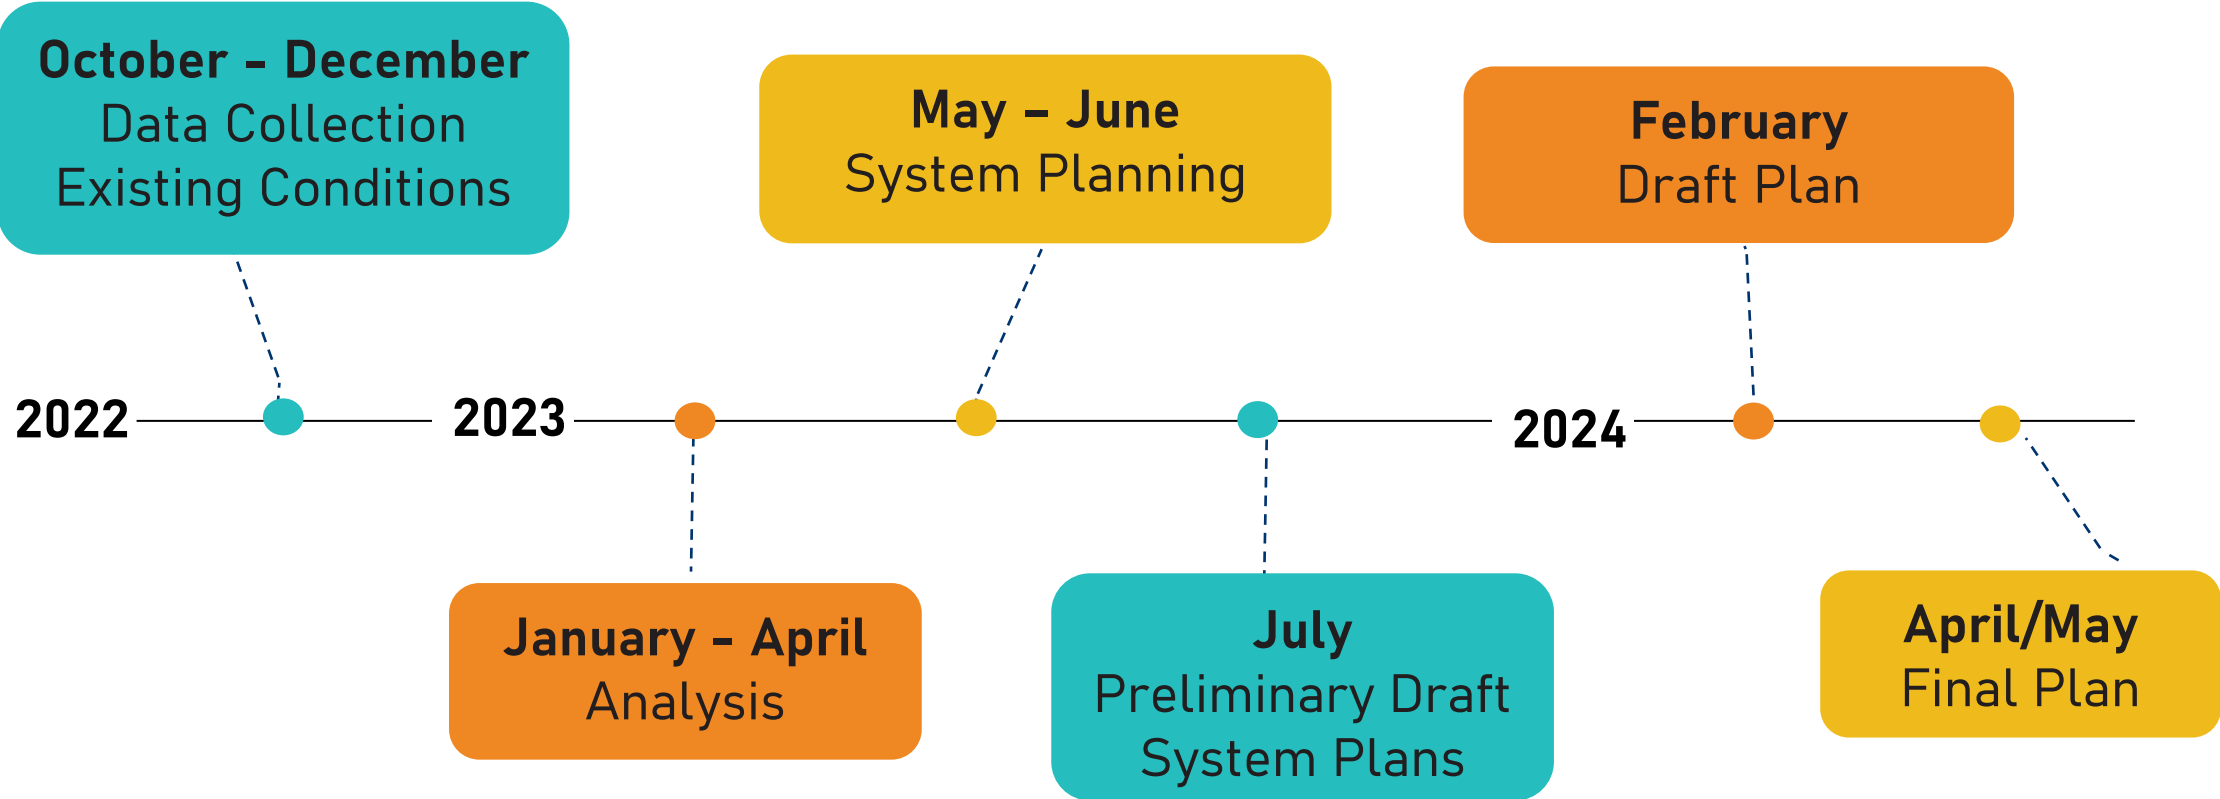 October - December
Data Collection
Existing Conditions
May – June
System Planning
February
Draft Plan
2022
2023
2024
January - April
Analysis
July
Preliminary Draft
System Plans
April/May
Final Plan